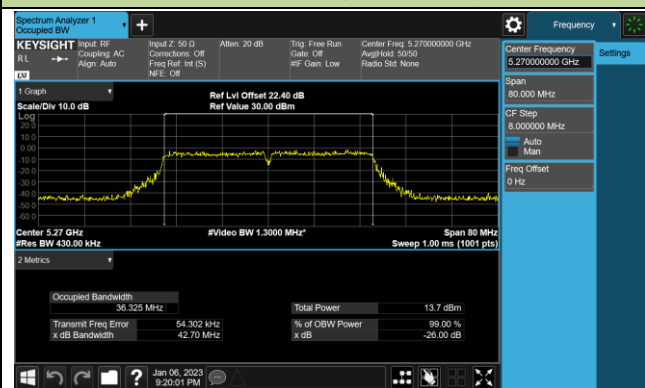 Spectrum Analyzer 1
Occupied BW
+
Frequency
KEYSIGHT
Input: RF
Coupling: AC
Align: Auto
Input Z: 50 Ω
Corrections: Off
Freq Ref: Int (S)
NFE: Off
Atten: 20 dB
Trig: Free Run
Gate: Off
#IF Gain: Low
Center Freq: 5.270000000 GHz
Avg|Hold: 50/50
Radio Std: None
RL
LXI
Center Frequency
5.270000000 GHz
Settings
Span
80.000 MHz
CF Step
8.000000 MHz
Auto
Man
Freq Offset
0 Hz
1 Graph
Scale/Div 10.0 dB
Ref Lvl Offset 22.40 dB
Ref Value 30.00 dBm
Log
20.0
10.0
0.00
-10.0
-20.0
-30.0
-40.0
-50.0
-60.0
Center 5.27 GHz
#Video BW 1.3000 MHz*
Span 80 MHz
#Res BW 430.00 kHz
Sweep 1.00 ms (1001 pts)
2 Metrics
Occupied Bandwidth
36.325 MHz
Total Power 13.7 dBm
Transmit Freq Error 54.302 kHz
% of OBW Power 99.00 %
x dB Bandwidth 42.70 MHz
x dB -26.00 dB
?
Jan 06, 2023
9:20:01 PM